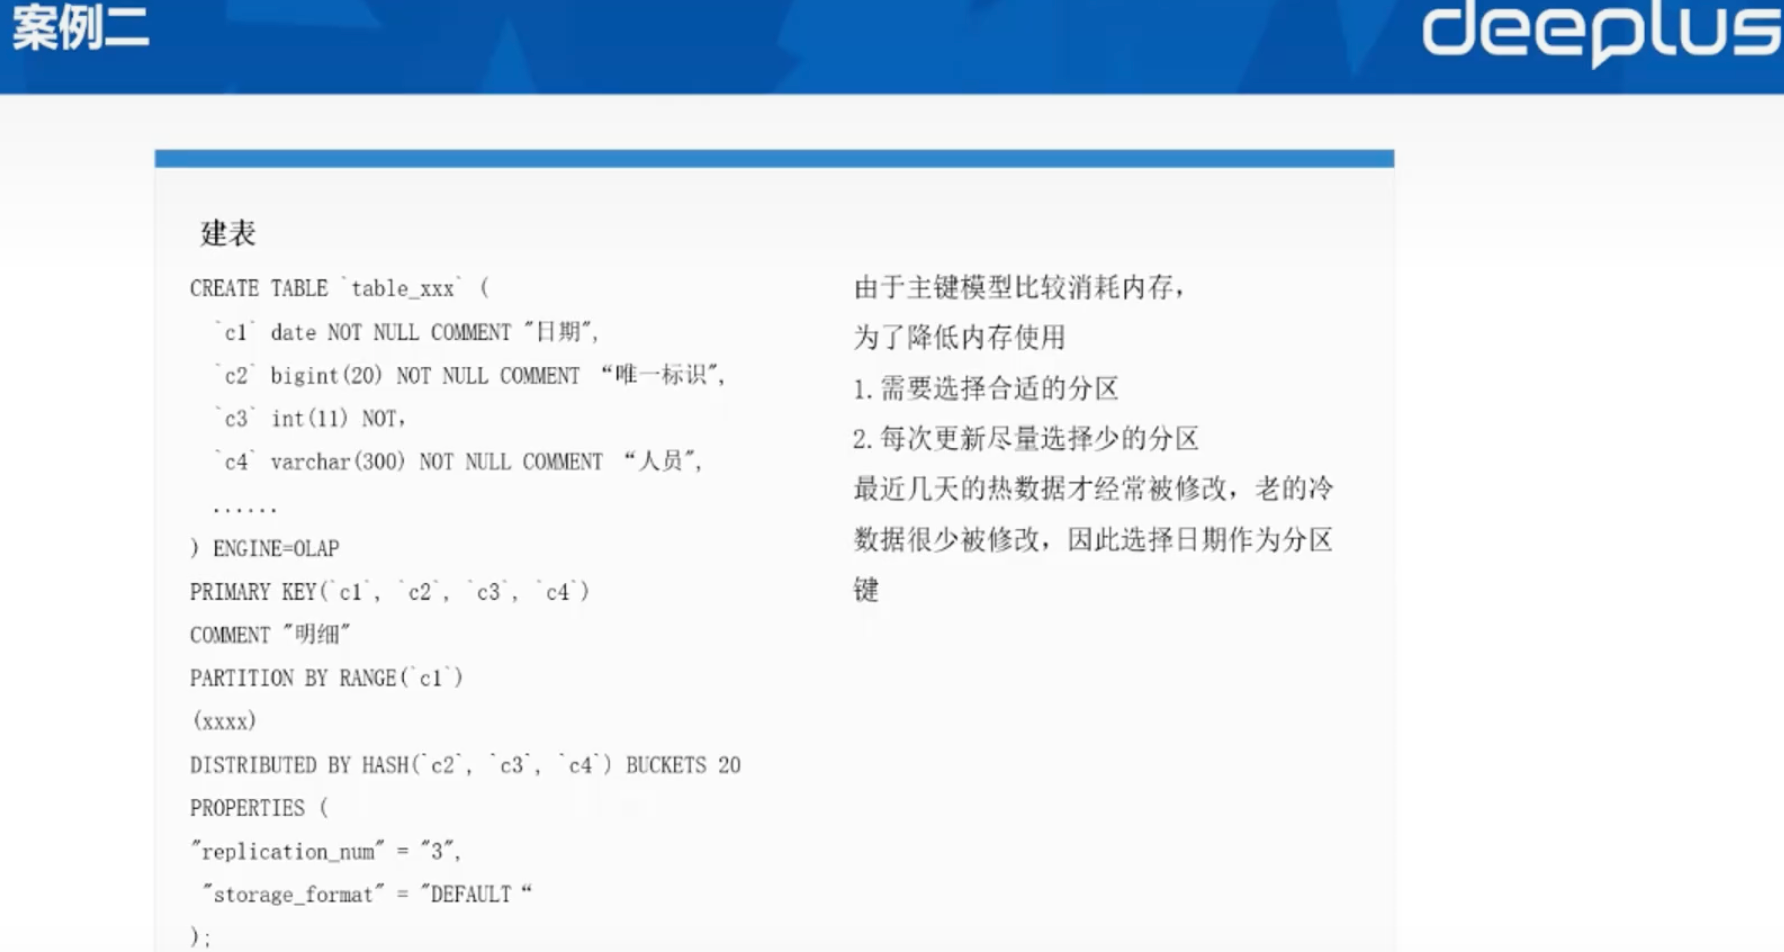 案例二
deeplus
建表
CREATE TABLE `table_xxx` (
`c1` date NOT NULL COMMENT "日期",
`c2` bigint(20) NOT NULL COMMENT “唯一标识",
`c3` int(11) NOT,
`c4` varchar(300) NOT NULL COMMENT “人员",
......
) ENGINE=OLAP
PRIMARY KEY(`c1`, `c2`, `c3`, `c4`)
COMMENT "明细"
PARTITION BY RANGE(`c1`)
(xxxx)
DISTRIBUTED BY HASH(`c2`, `c3`, `c4`) BUCKETS 20
PROPERTIES (
"replication_num" = "3",
"storage_format" = "DEFAULT “
);
由于主键模型比较消耗内存，
为了降低内存使用
1. 需要选择合适的分区
2. 每次更新尽量选择少的分区
最近几天的热数据才经常被修改，老的冷
数据很少被修改，因此选择日期作为分区
键